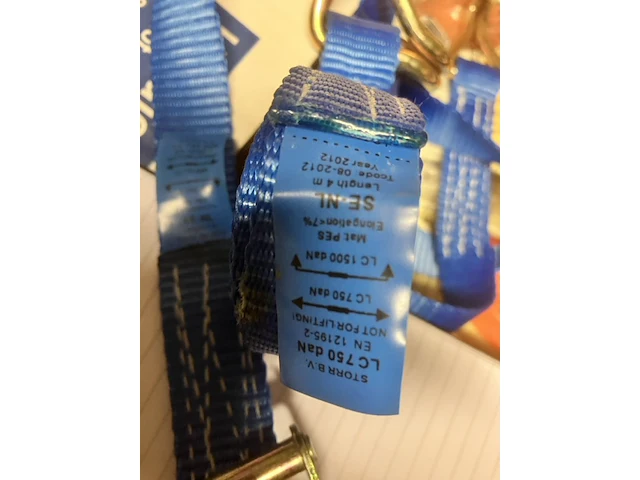 STORR B.V.
LC 750 daN
EN 12195-2
NOT FOR LIFTING!
LC 750 daN
LC 1500 daN
Mat. PES
Elongation<7%
SE-NL
Length 4 m
Tcode 08-2012
Year 2012